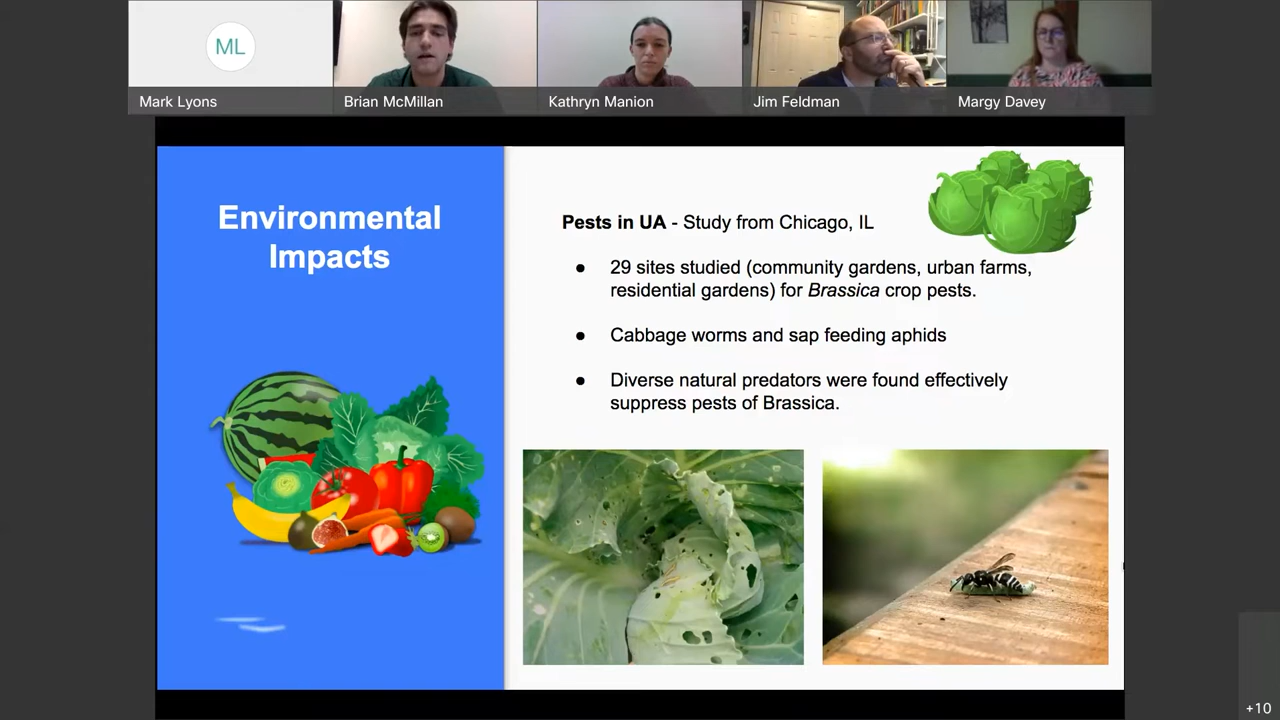 ML
Mark Lyons
Brian McMillan
Kathryn Manion
Jim Feldman
Margy Davey
Environmental
Impacts
Pests in UA - Study from Chicago, IL
● 29 sites studied (community gardens, urban farms,
residential gardens) for Brassica crop pests.
● Cabbage worms and sap feeding aphids
● Diverse natural predators were found effectively
suppress pests of Brassica.
+10